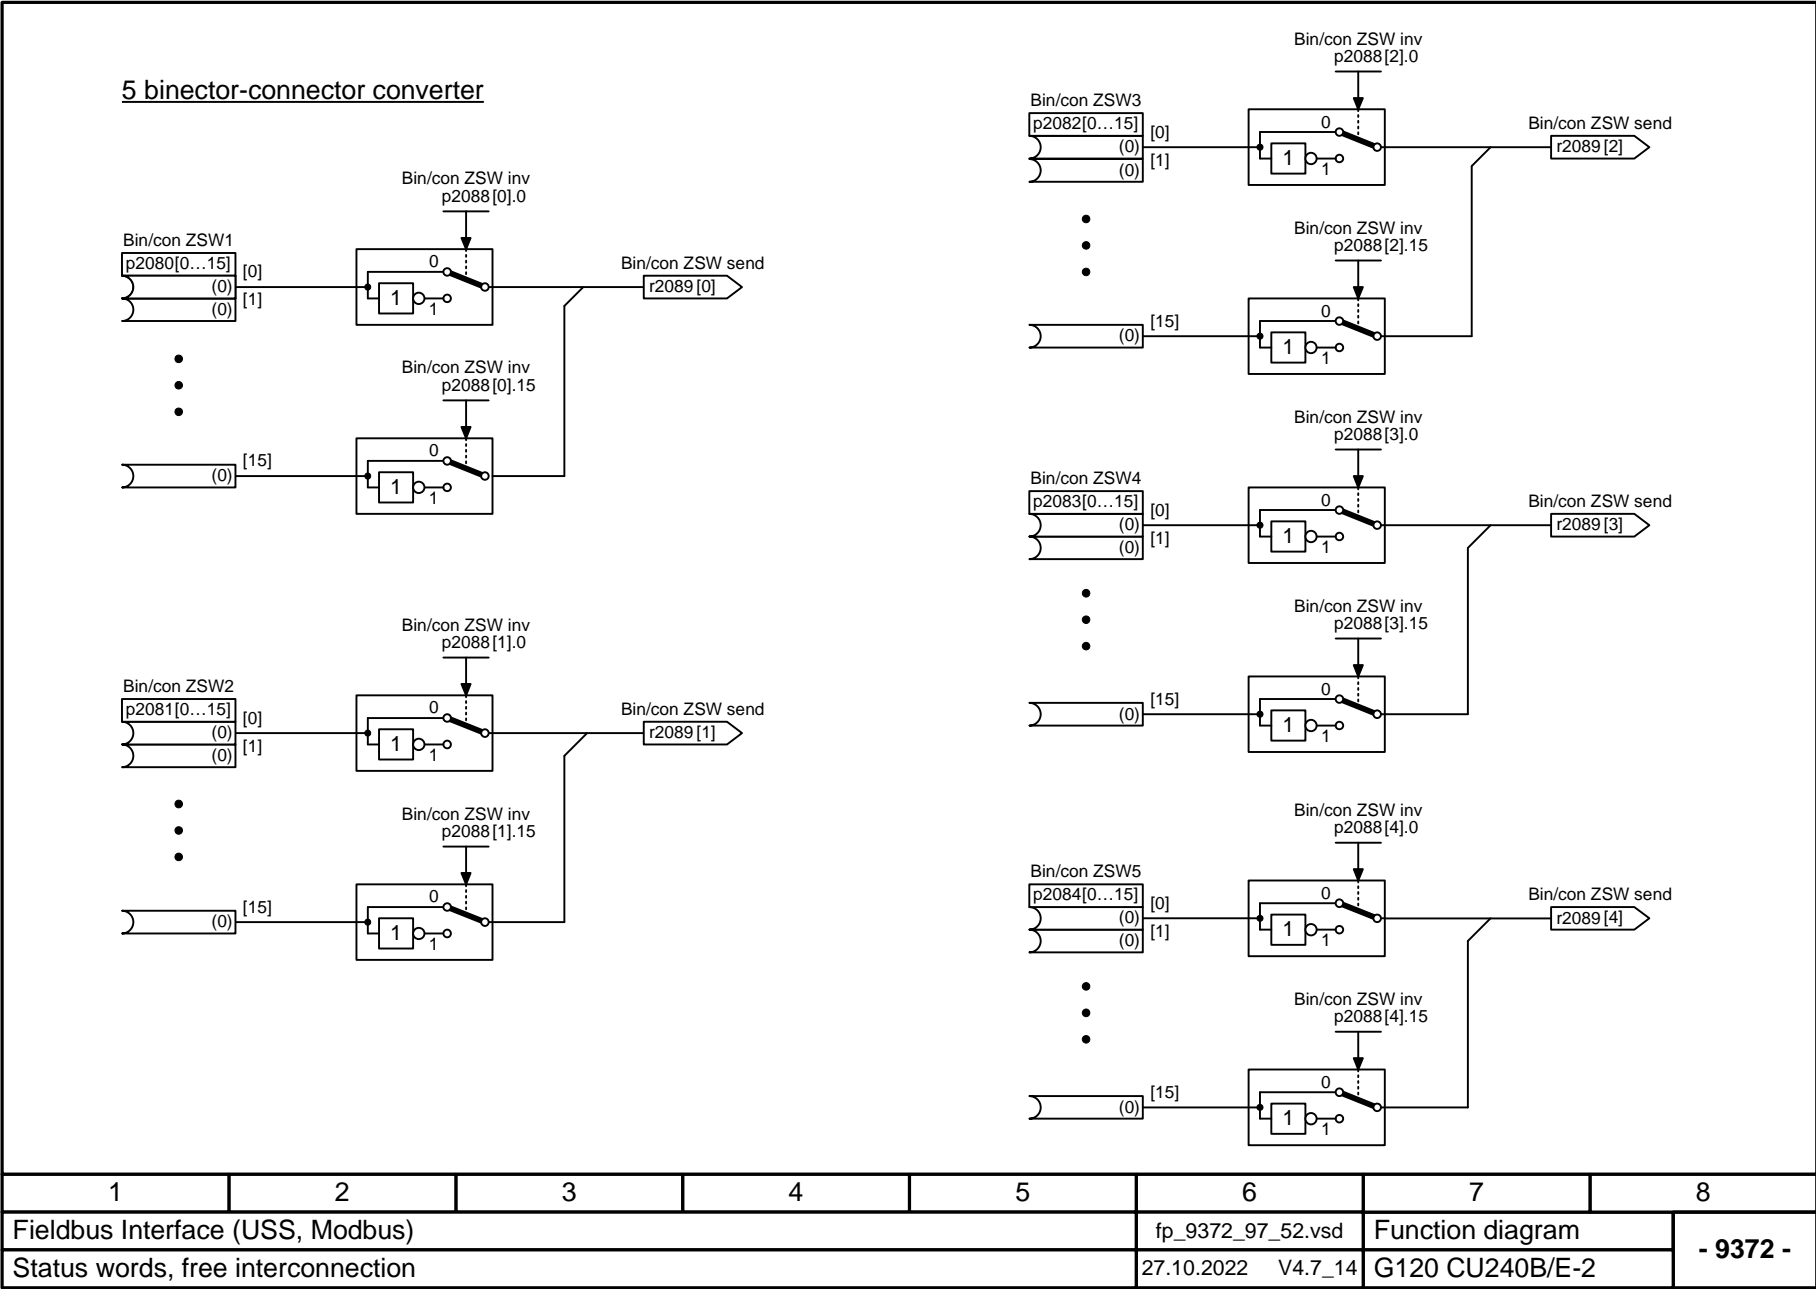 5 binector-connector converter
Bin/con ZSW inv
p2088[0].0
Bin/con ZSW1
p2080[0...15]
[0]
(0)
[1]
(0)
0
1
1
Bin/con ZSW send
r2089[0]
Bin/con ZSW inv
p2088[0].15
[15]
(0)
0
1
1
Bin/con ZSW inv
p2088[1].0
Bin/con ZSW2
p2081[0...15]
[0]
(0)
[1]
(0)
0
1
1
Bin/con ZSW send
r2089[1]
Bin/con ZSW inv
p2088[1].15
[15]
(0)
0
1
1
Bin/con ZSW inv
p2088[2].0
Bin/con ZSW3
p2082[0...15]
[0]
(0)
[1]
(0)
0
1
1
Bin/con ZSW send
r2089[2]
Bin/con ZSW inv
p2088[2].15
[15]
(0)
0
1
1
Bin/con ZSW inv
p2088[3].0
Bin/con ZSW4
p2083[0...15]
[0]
(0)
[1]
(0)
0
1
1
Bin/con ZSW send
r2089[3]
Bin/con ZSW inv
p2088[3].15
[15]
(0)
0
1
1
Bin/con ZSW inv
p2088[4].0
Bin/con ZSW5
p2084[0...15]
[0]
(0)
[1]
(0)
0
1
1
Bin/con ZSW send
r2089[4]
Bin/con ZSW inv
p2088[4].15
[15]
(0)
0
1
1
1 2 3 4 5 6 7 8
Fieldbus Interface (USS, Modbus) fp_9372_97_52.vsd Function diagram
- 9372 -
Status words, free interconnection 27.10.2022 V4.7_14 G120 CU240B/E-2